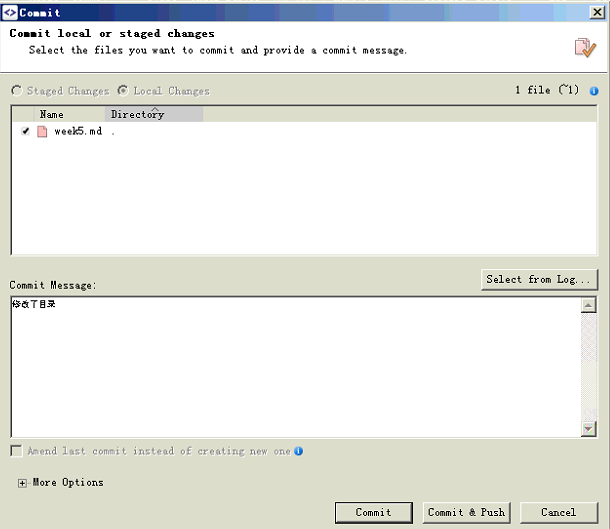 Commit
Commit local or staged changes
Select the files you want to commit and provide a commit message.
Staged Changes Local Changes 1 file (~1)
Name Directory
week5.md .
Select from Log...
Commit Message:
修改了目录
Amend last commit instead of creating new one
More Options
Commit Commit & Push Cancel